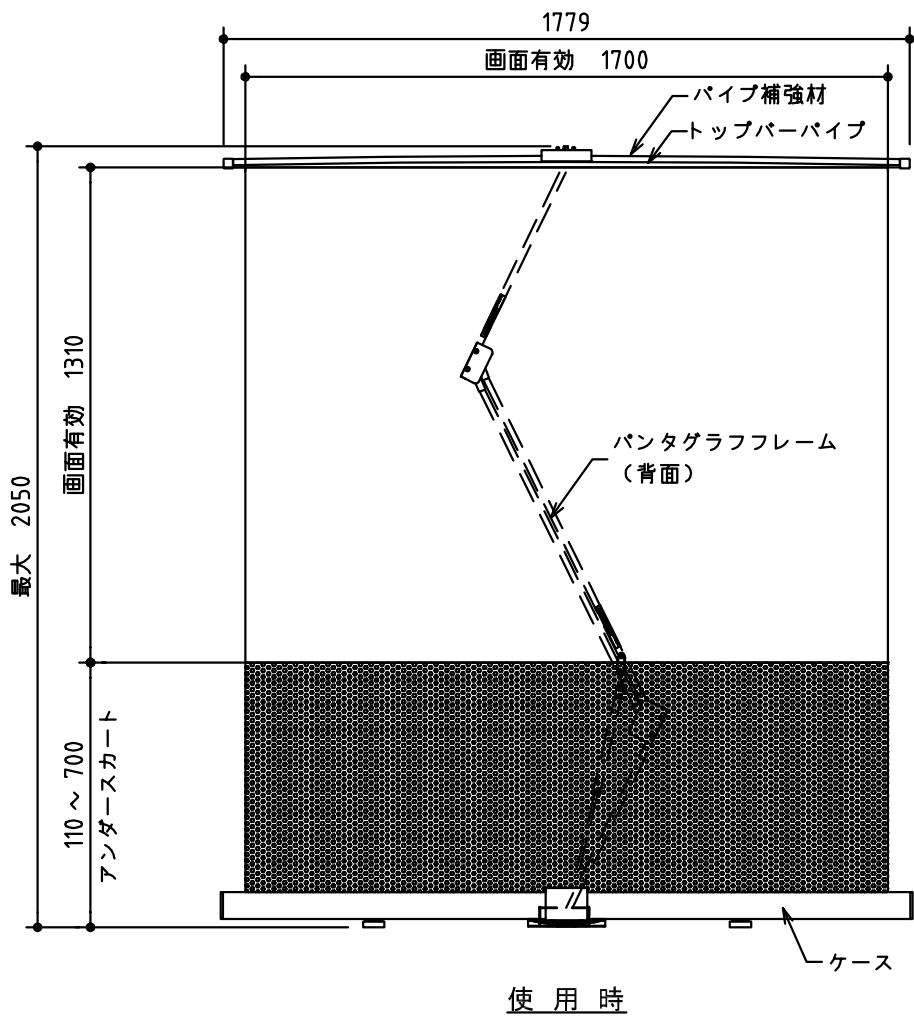 1779
画面有効 1700
パイプ補強材
トップバーパイプ
画面有効 1310
最大 2050
パンタグラフフレーム
（背面）
110～700
アンダースカート
ケース
使用時